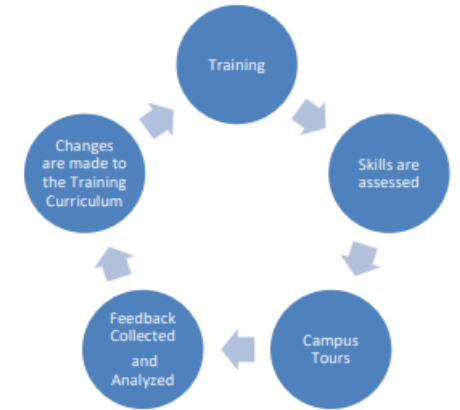 Training
Skills are
assessed
Campus
Tours
Feedback
Collected
and
Analyzed
Changes
are made to
the Training
Curriculum